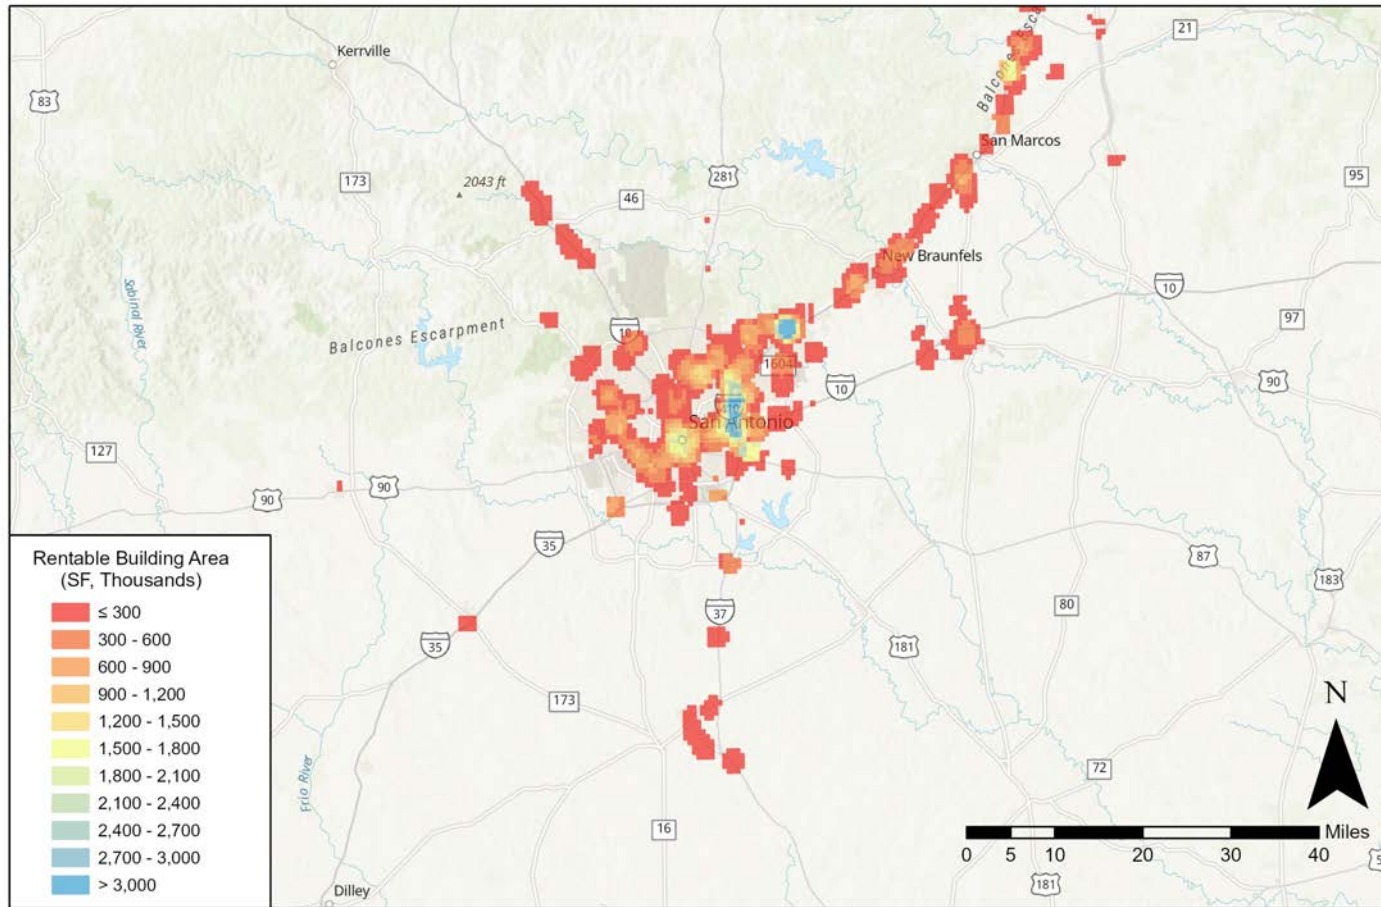 Balcones Esca
21
Kerrville
83
San Marcos
173
2043 ft
281
46
95
New Braunfels
Sabinal River
10
Balcones Escarpment
10
97
1604
10
90
410
San Antonio
127
90
90
35
87
Rentable Building Area
(SF, Thousands)
≤ 300
300 - 600
600 - 900
900 - 1,200
1,200 - 1,500
1,500 - 1,800
1,800 - 2,100
2,100 - 2,400
2,400 - 2,700
2,700 - 3,000
> 3,000
183
80
37
35
181
173
N
Frio River
72
16
Miles
0 5 10 20 30 40
181
Dilley